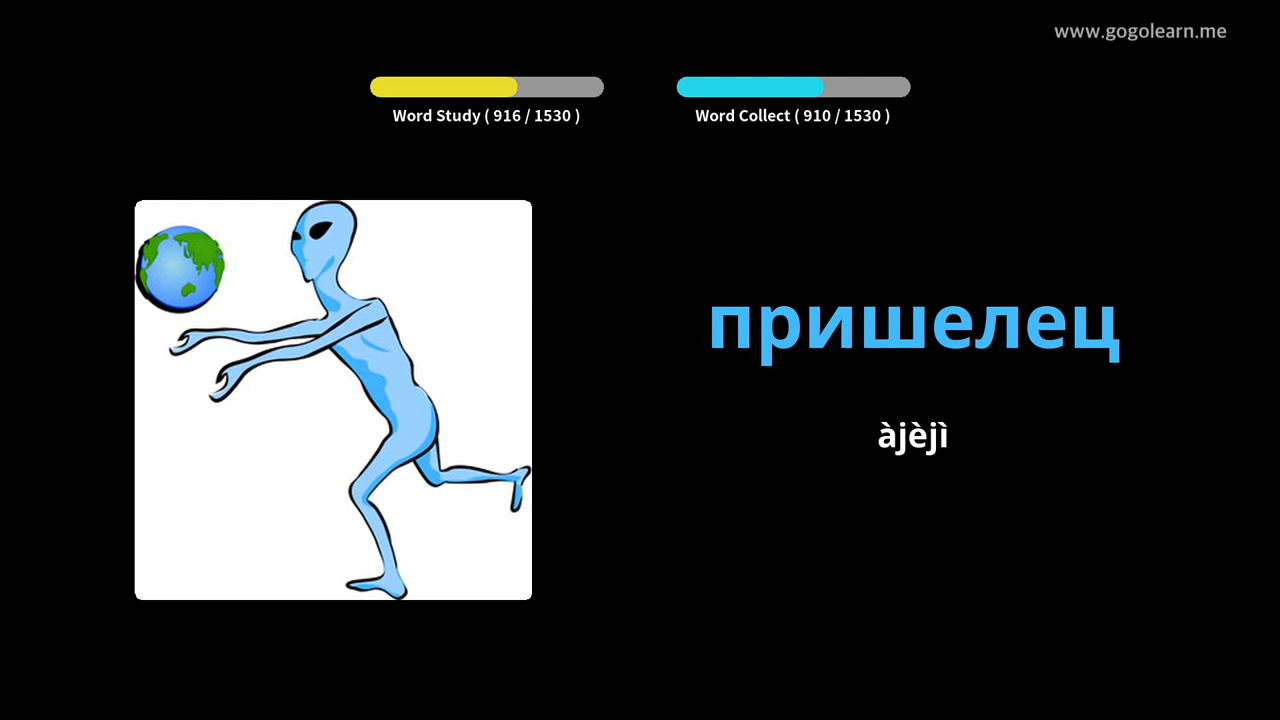 www.gogolearn.me
Word Study ( 916 / 1530 )
Word Collect ( 910 / 1530 )
пришелец
àjèjì